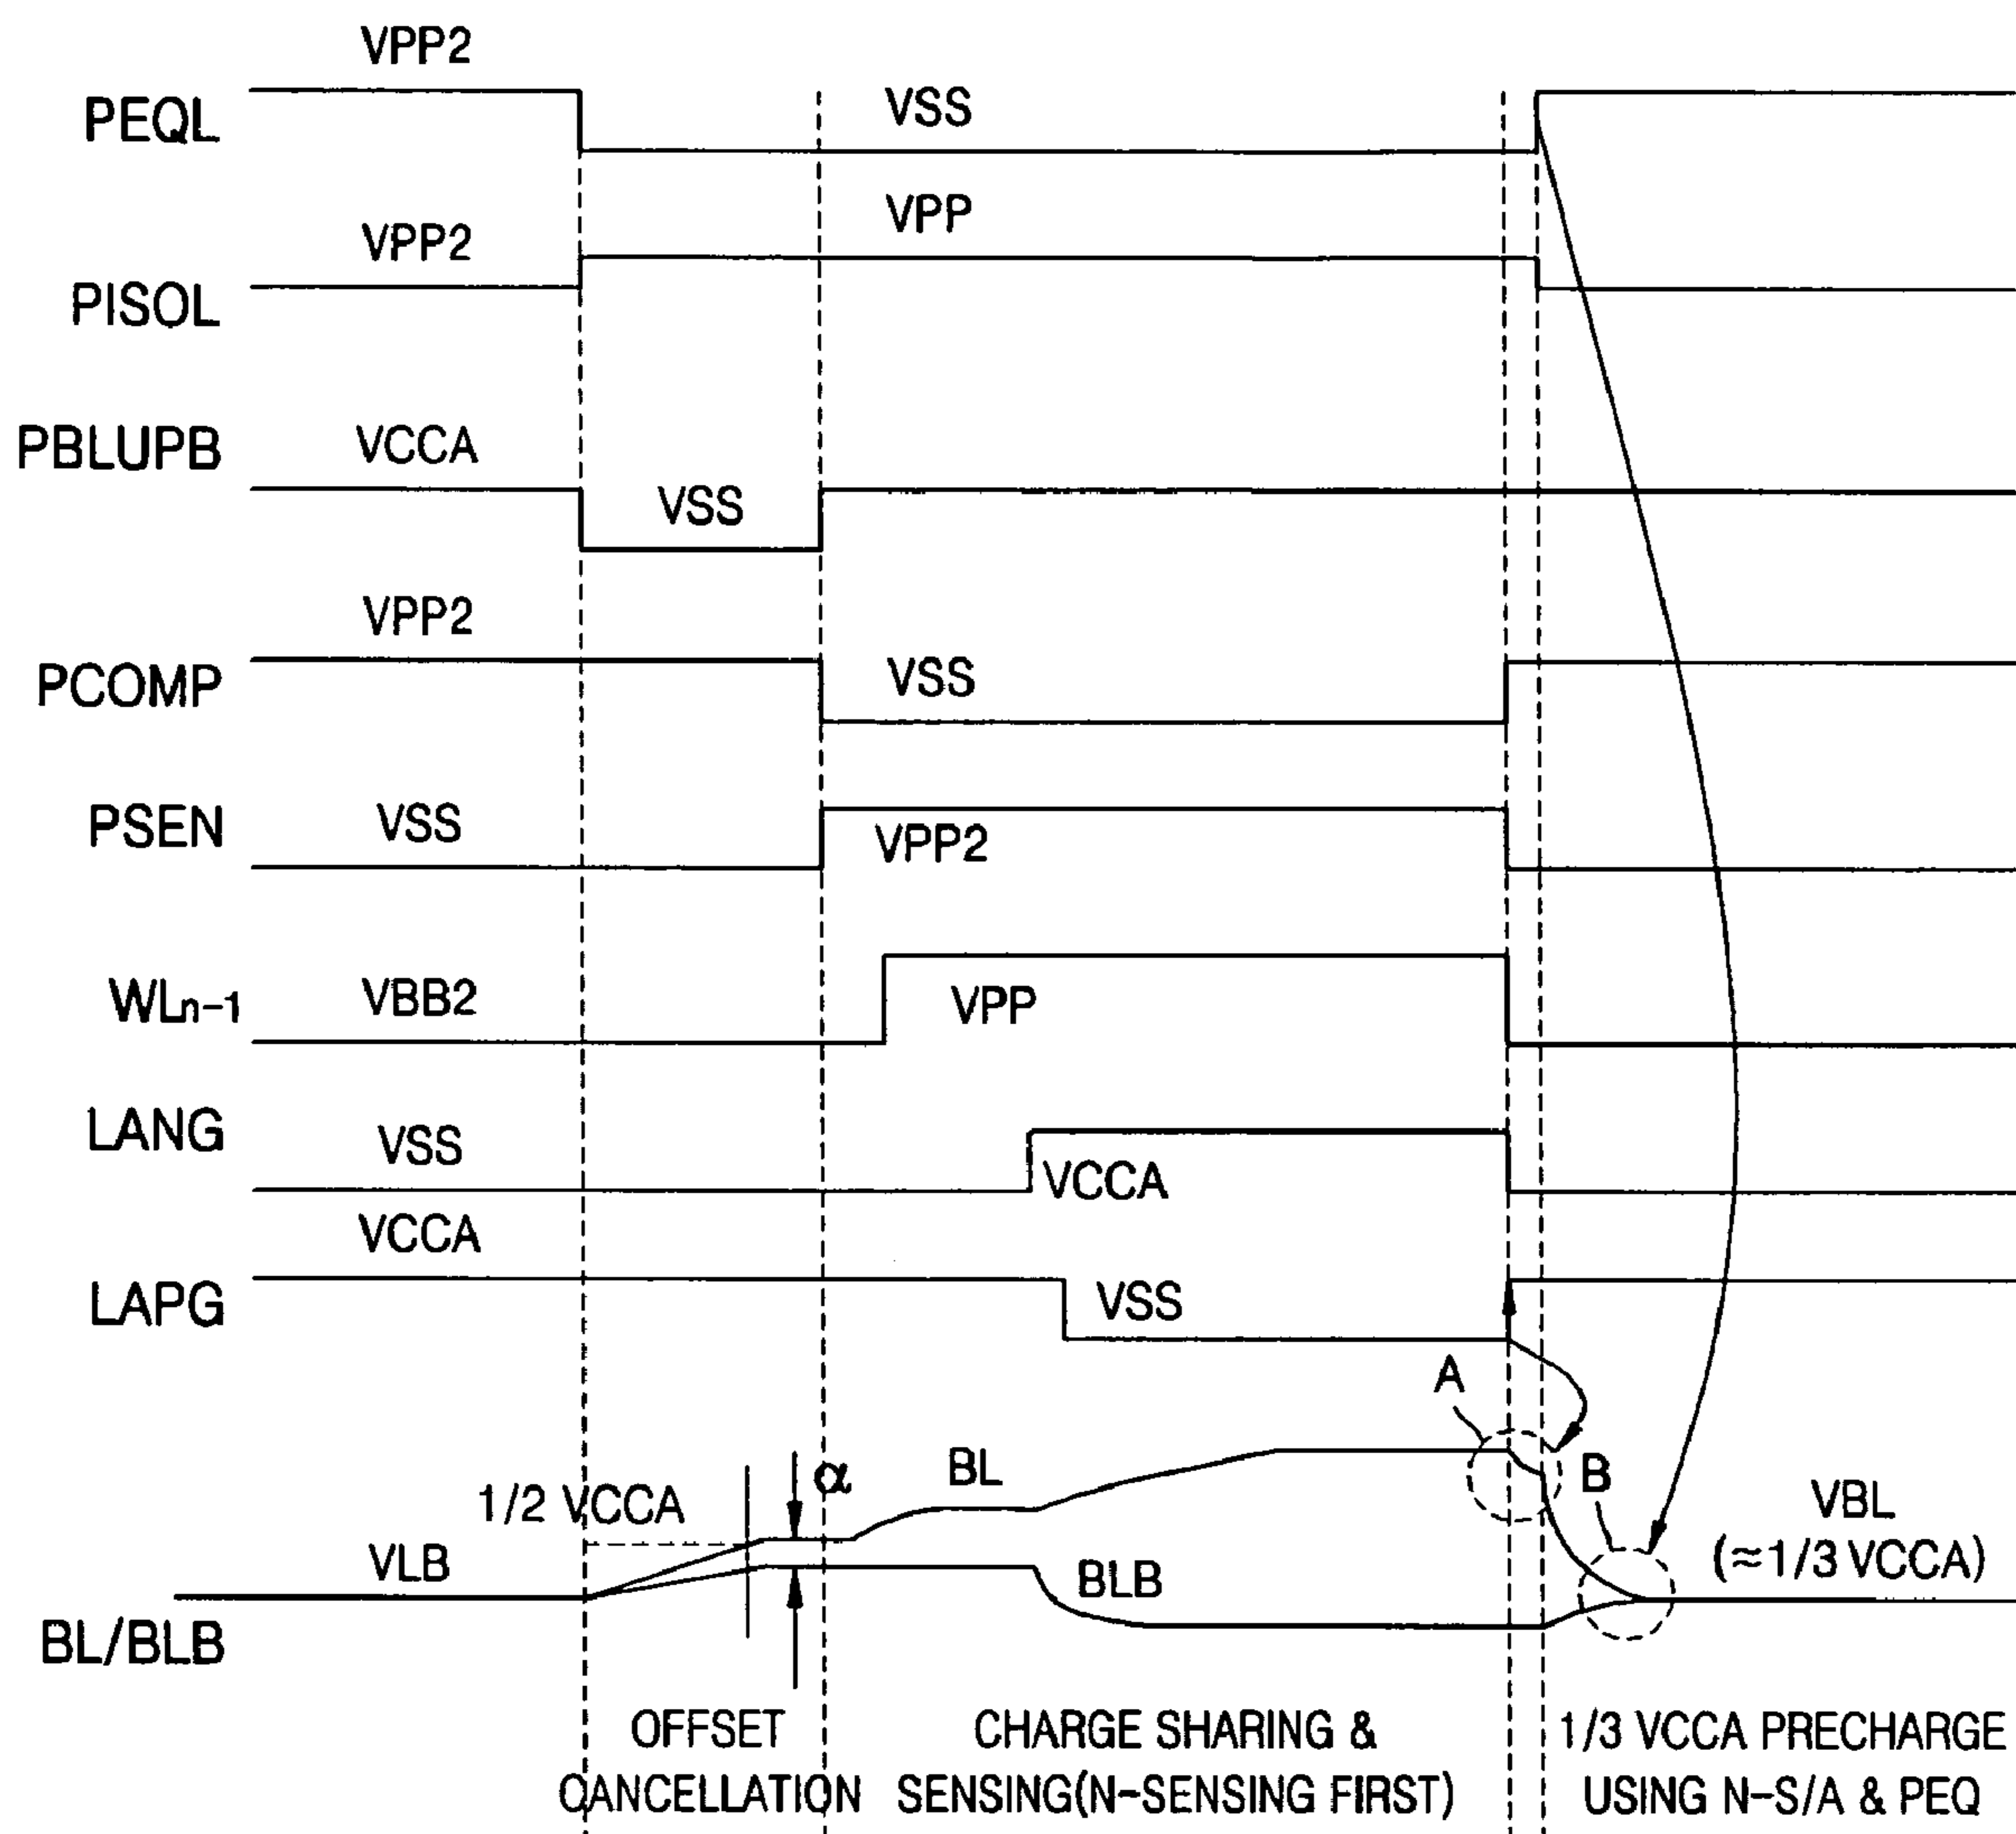 VPP2
PEQL
VSS
VPP
VPP2
PISOL
PBLUPB
VCCA
VSS
VPP2
PCOMP
VSS
PSEN
VSS
VPP2
WLn-1
VBB2
VPP
LANG
VSS
VCCA
VCCA
LAPG
VSS
A
BL
α
B
1/2 VCCA
VBL
(≈1/3 VCCA)
VLB
BLB
BL/BLB
OFFSET
CANCELLATION
CHARGE SHARING &
SENSING(N-SENSING FIRST)
1/3 VCCA PRECHARGE
USING N-S/A & PEQ